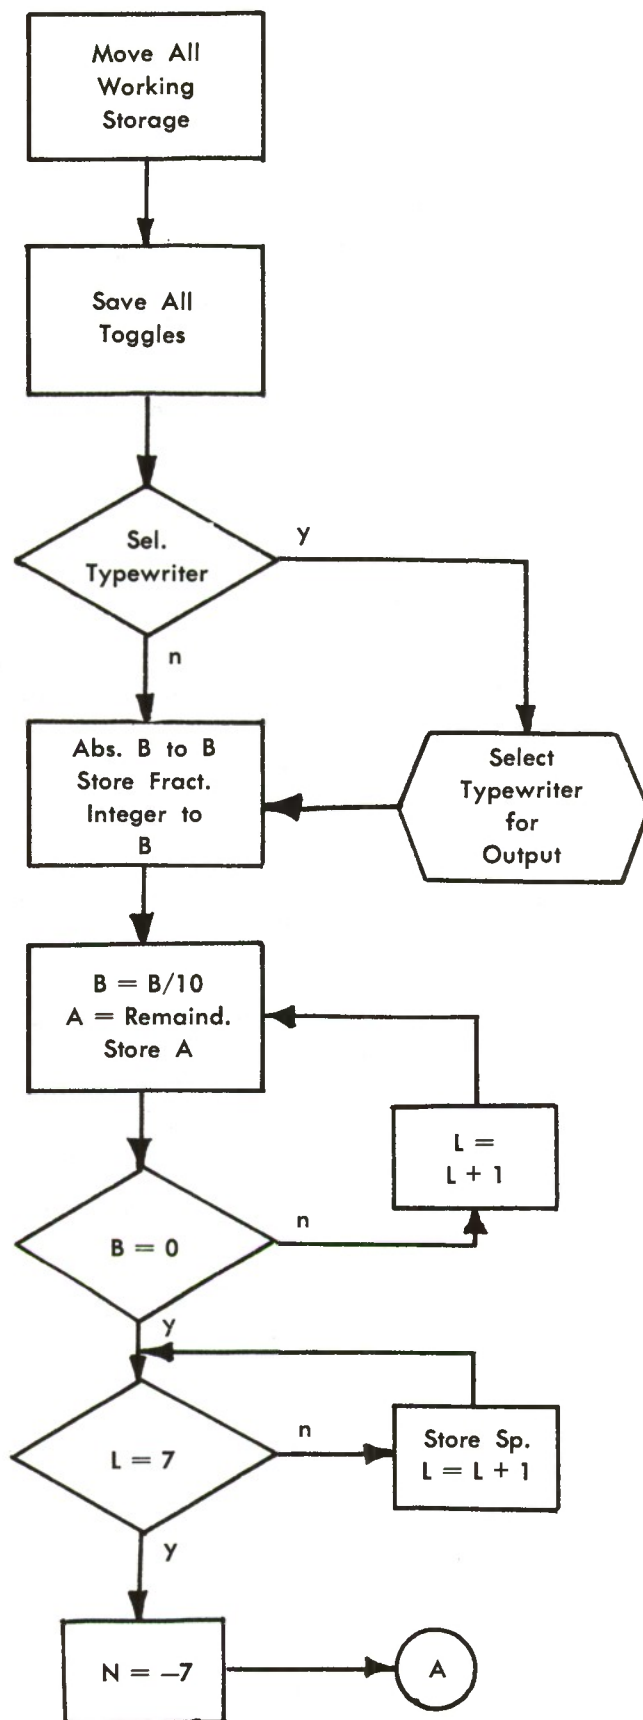 Move All
Working
Storage
Save All
Toggles
Sel.
Typewriter
y
n
Abs. B to B
Store Fract.
Integer to
B
Select
Typewriter
for
Output
B = B/10
A = Remaind.
Store A
L =
L + 1
B = 0
n
y
L = 7
n
Store Sp.
L = L + 1
y
N = −7
A